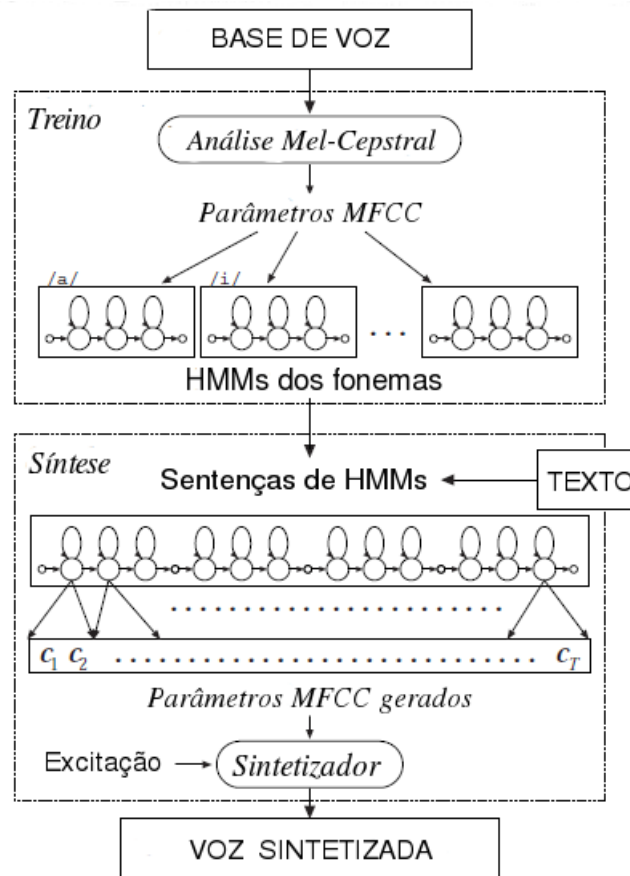 BASE DE VOZ
Treino
Análise Mel-Cepstral
Parâmetros MFCC
/a/ /i/
. . .
HMMs dos fonemas
Síntese
Sentenças de HMMs
TEXTO
c1 c2 cT
Parâmetros MFCC gerados
Excitação
Sintetizador
VOZ SINTETIZADA